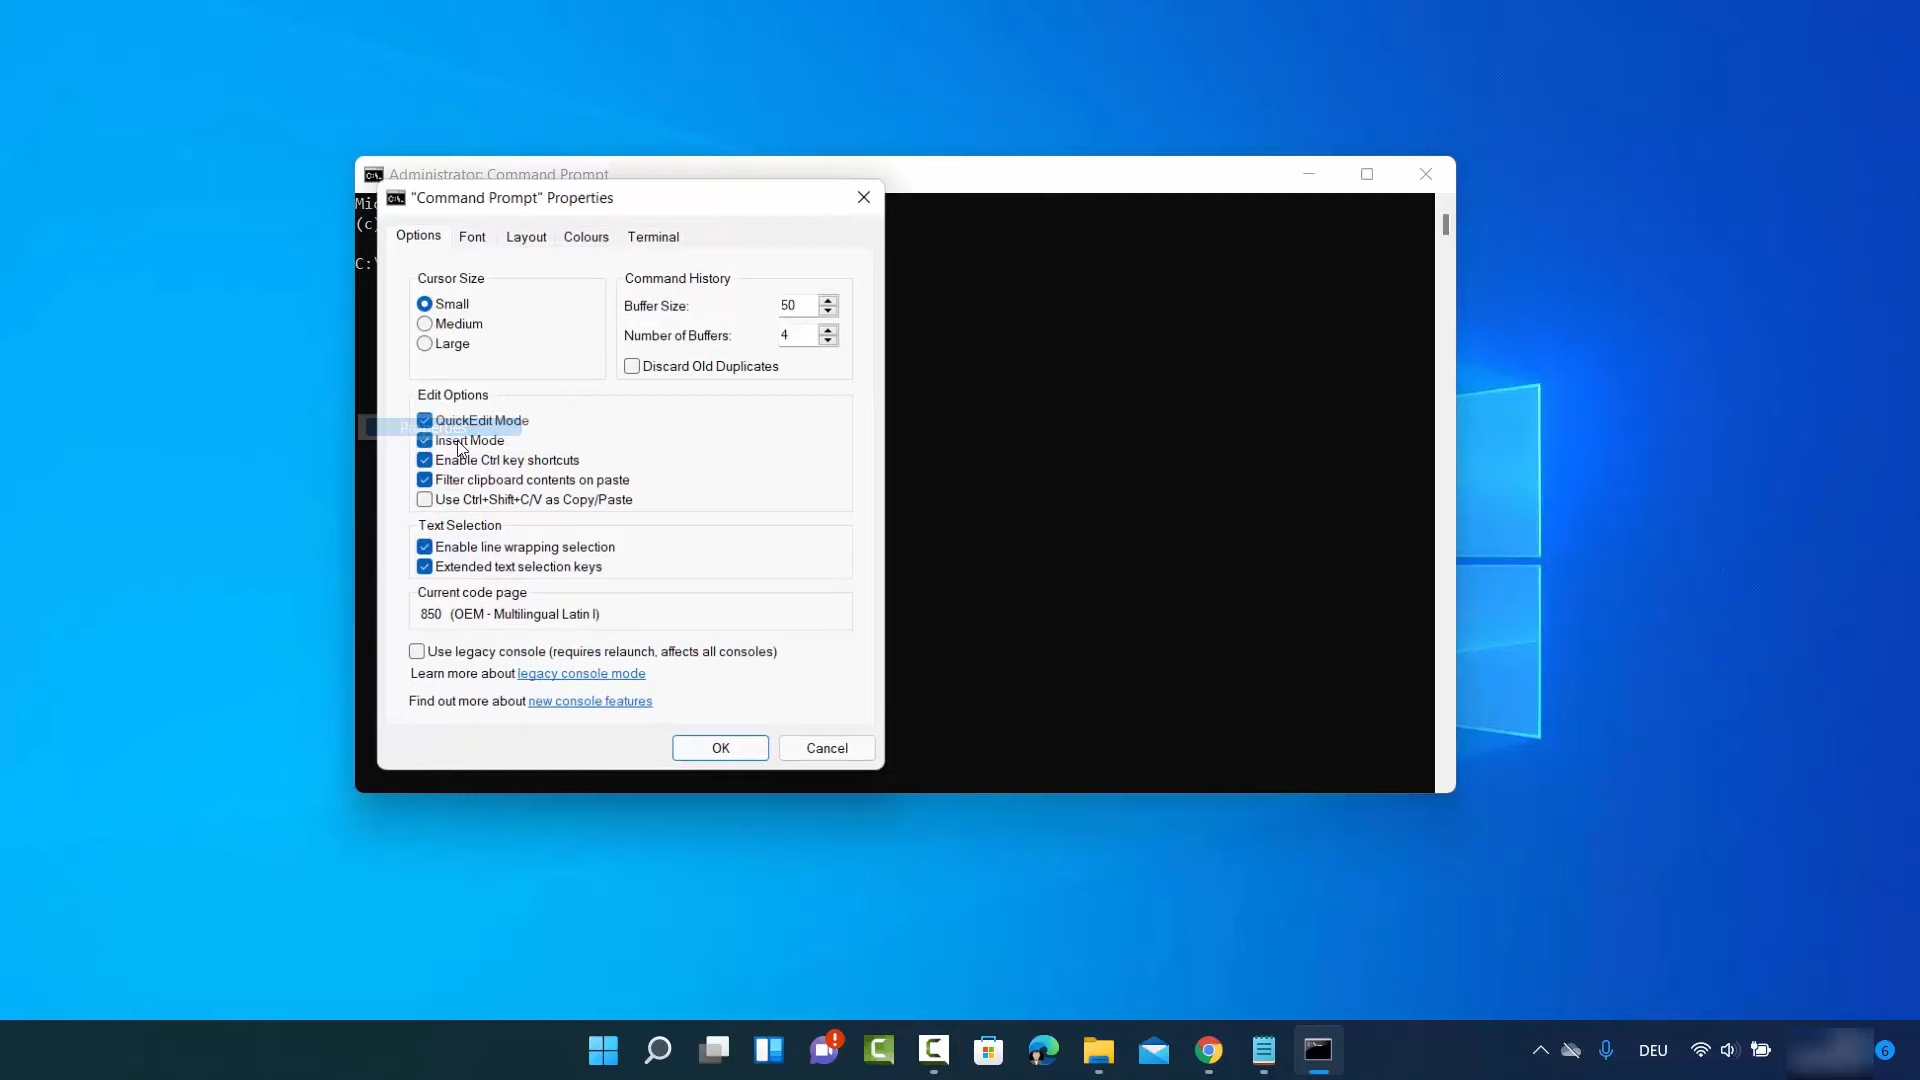 Administrator: Command Prompt
"Command Prompt" Properties
Mic
(c)
C:\
Options Font Layout Colours Terminal
Cursor Size
Small
Medium
Large
Command History
Buffer Size: 50
Number of Buffers: 4
Discard Old Duplicates
Edit Options
QuickEdit Mode
Properties
Insert Mode
Enable Ctrl key shortcuts
Filter clipboard contents on paste
Use Ctrl+Shift+C/V as Copy/Paste
Text Selection
Enable line wrapping selection
Extended text selection keys
Current code page
850 (OEM - Multilingual Latin I)
Use legacy console (requires relaunch, affects all consoles)
Learn more about legacy console mode
Find out more about new console features
OK Cancel
DEU
6